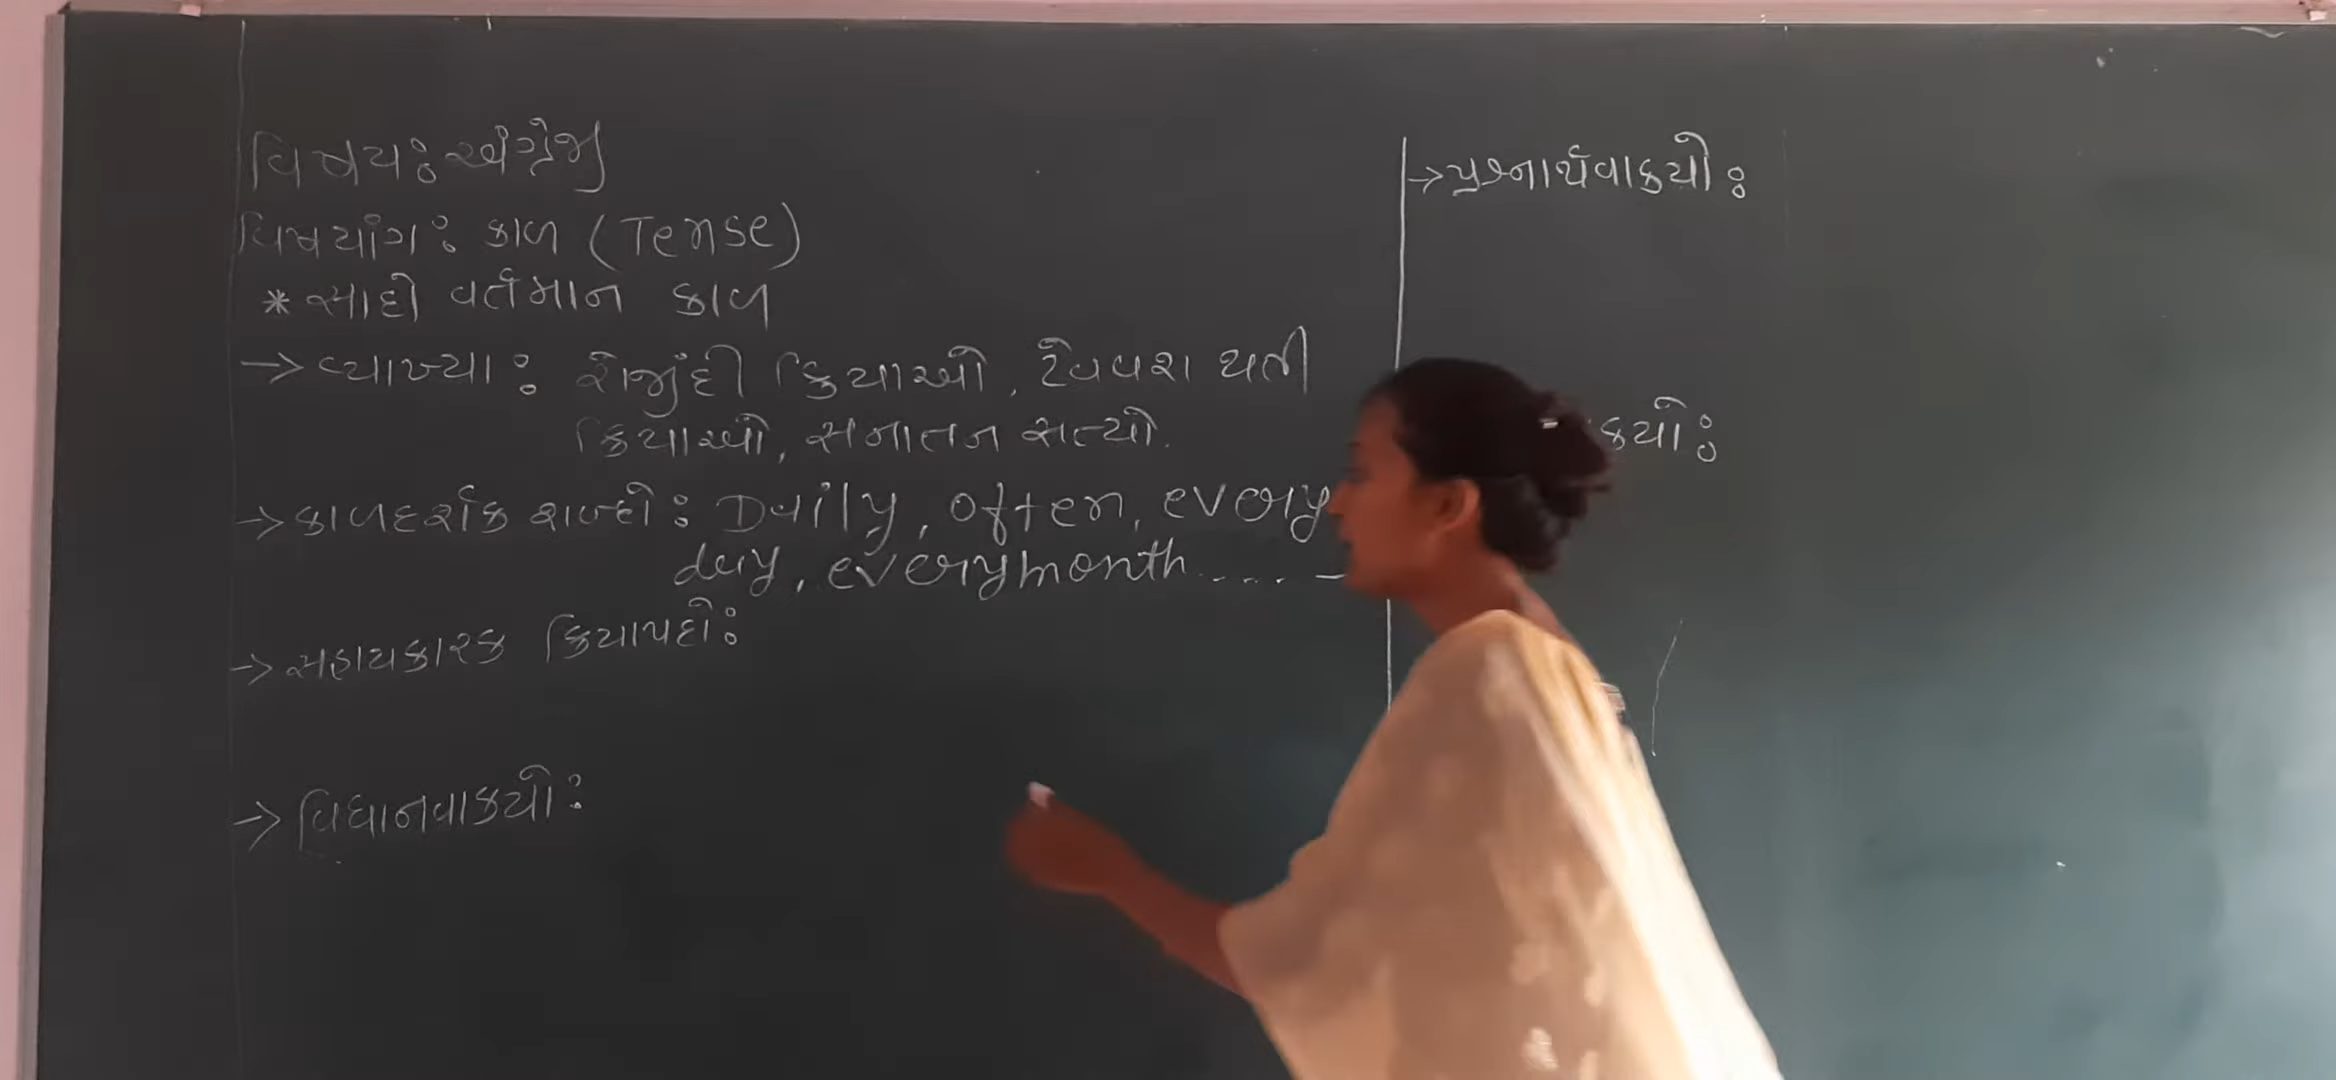 વિષય: અંગ્રેજી
વિષયાંગ: કાળ (Tense)
* સાદો વર્તમાન કાળ
→ વ્યાખ્યા: રોજીંદી ક્રિયાઓ, ટેવવશ થતી
ક્રિયાઓ, સનાતન સત્યો.
→ કાળદર્શક શબ્દો: Daily, often, every
day, everymonth.....
→ સહાયકારક ક્રિયાપદો:
→ વિધાનવાક્યો:
→ પ્રશ્નાર્થવાક્યો: